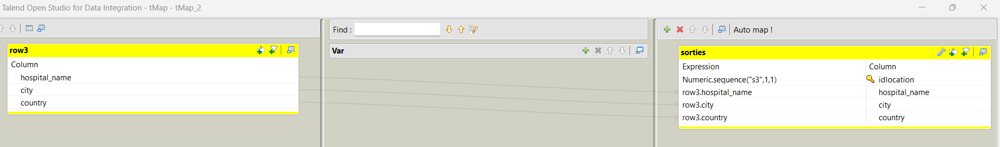 Talend Open Studio for Data Integration - tMap - tMap_2
Find :
Auto map !
row3
Column
hospital_name
city
country
Var
sorties
Expression Column
Numeric.sequence("s3",1,1) idlocation
row3.hospital_name hospital_name
row3.city city
row3.country country